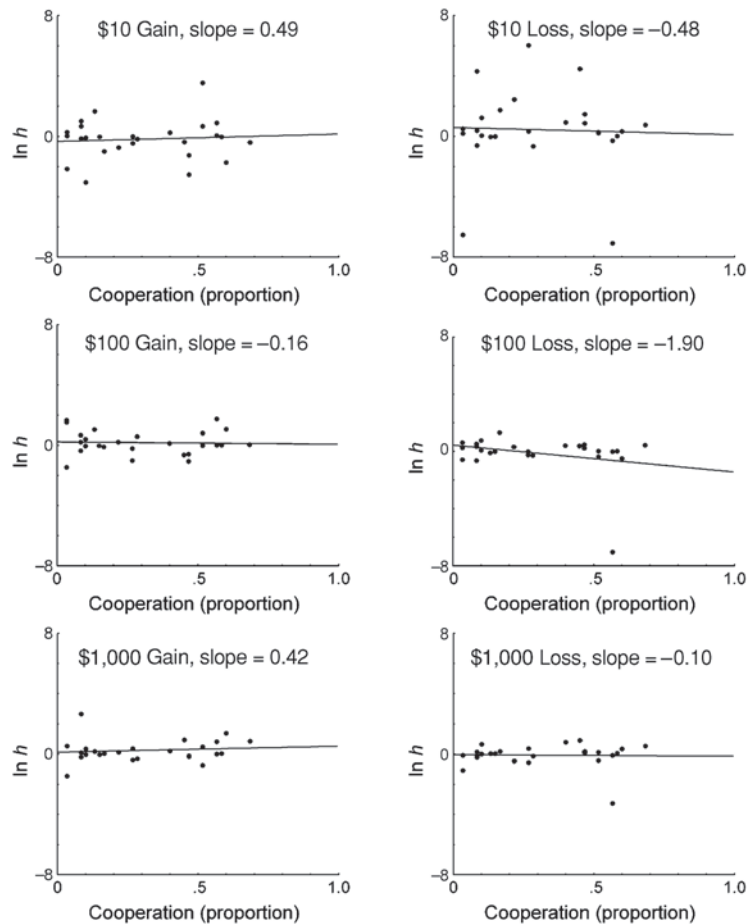 8
$10 Gain, slope = 0.49
ln h
0
−8
0 .5 1.0
Cooperation (proportion)
8
$10 Loss, slope = −0.48
ln h
0
−8
0 .5 1.0
Cooperation (proportion)
8
$100 Gain, slope = −0.16
ln h
0
−8
0 .5 1.0
Cooperation (proportion)
8
$100 Loss, slope = −1.90
ln h
0
−8
0 .5 1.0
Cooperation (proportion)
8
$1,000 Gain, slope = 0.42
ln h
0
−8
0 .5 1.0
Cooperation (proportion)
8
$1,000 Loss, slope = −0.10
ln h
0
−8
0 .5 1.0
Cooperation (proportion)